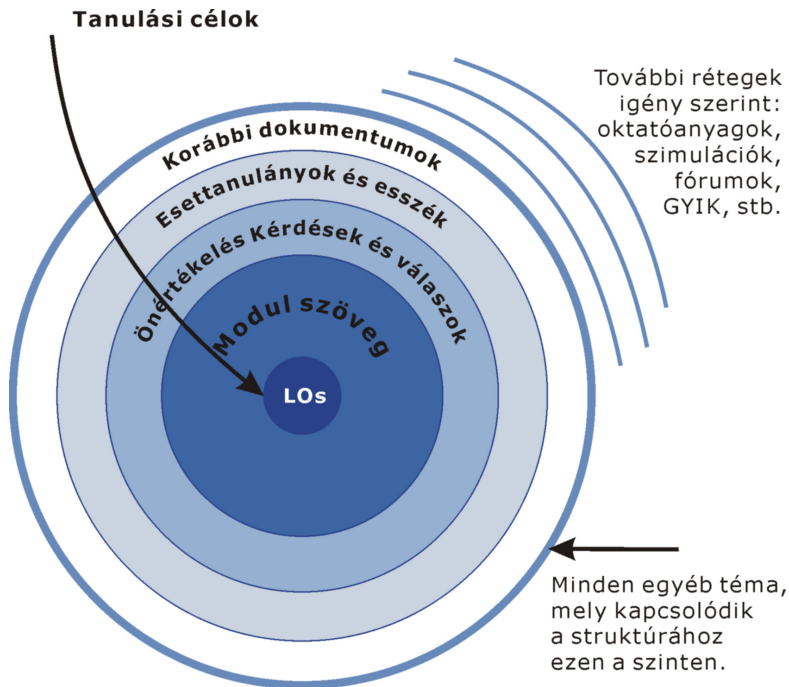 Tanulási célok
További rétegek
igény szerint:
oktatóanyagok,
szimulációk,
fórumok,
GYIK, stb.
Korábbi dokumentumok
Esettanulányok és esszék
Önértékelés Kérdések és válaszok
Modul szöveg
LOs
Minden egyéb téma,
mely kapcsolódik
a struktúrához
ezen a szinten.